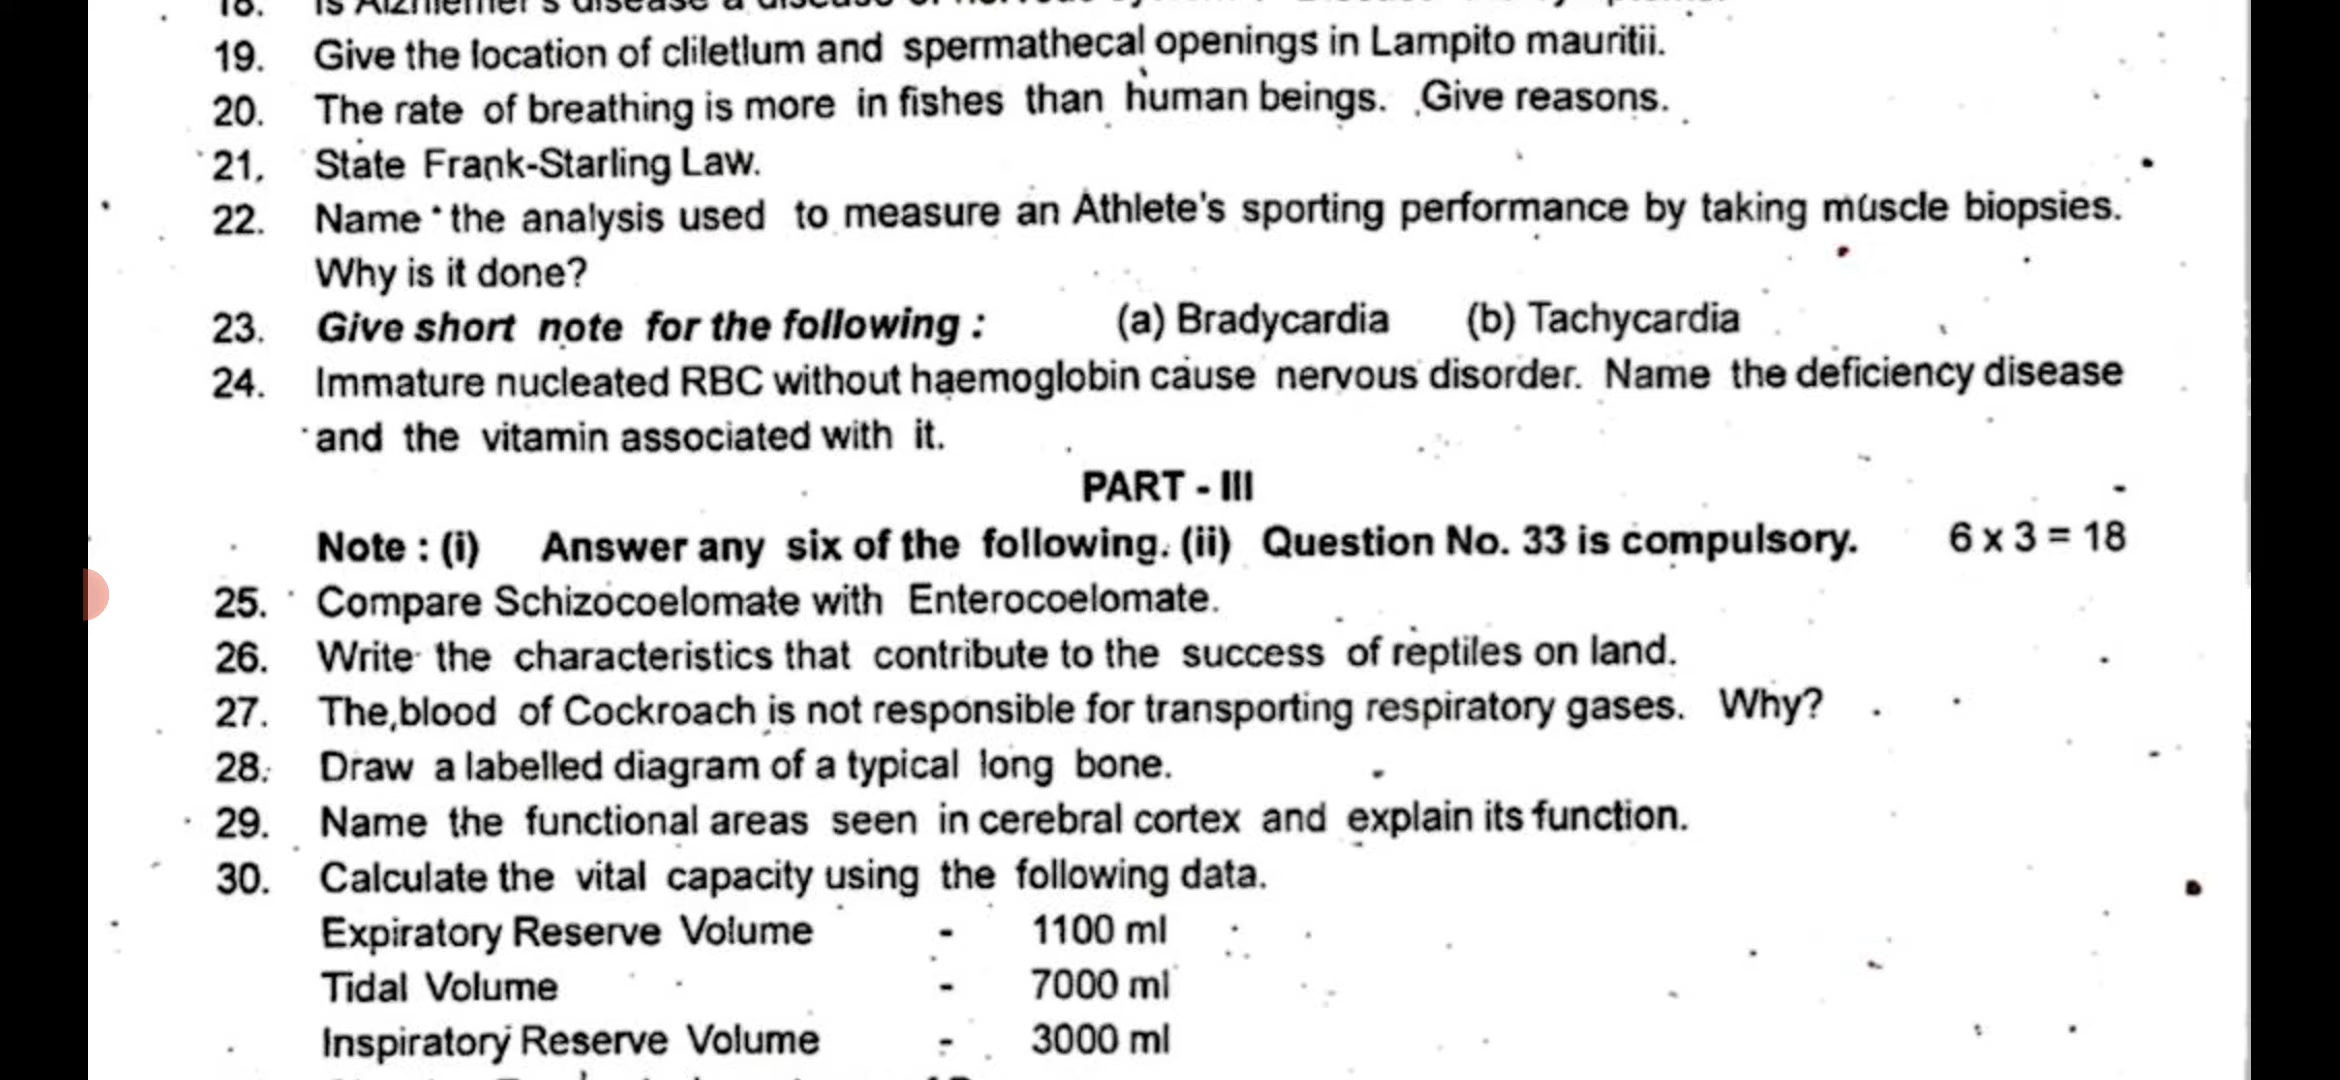 18. Is Alzhiemer's disease a disease of nervous system?
19. Give the location of cliletlum and spermathecal openings in Lampito mauritii.
20. The rate of breathing is more in fishes than human beings. Give reasons.
21. State Frank-Starling Law.
22. Name the analysis used to measure an Athlete's sporting performance by taking muscle biopsies.
Why is it done?
23. Give short note for the following : (a) Bradycardia (b) Tachycardia
24. Immature nucleated RBC without haemoglobin cause nervous disorder. Name the deficiency disease
and the vitamin associated with it.
PART - III
Note : (i) Answer any six of the following. (ii) Question No. 33 is compulsory. 6 x 3 = 18
25. Compare Schizocoelomate with Enterocoelomate.
26. Write the characteristics that contribute to the success of reptiles on land.
27. The blood of Cockroach is not responsible for transporting respiratory gases. Why?
28. Draw a labelled diagram of a typical long bone.
29. Name the functional areas seen in cerebral cortex and explain its function.
30. Calculate the vital capacity using the following data.
Expiratory Reserve Volume - 1100 ml
Tidal Volume - 7000 ml
Inspiratory Reserve Volume - 3000 ml